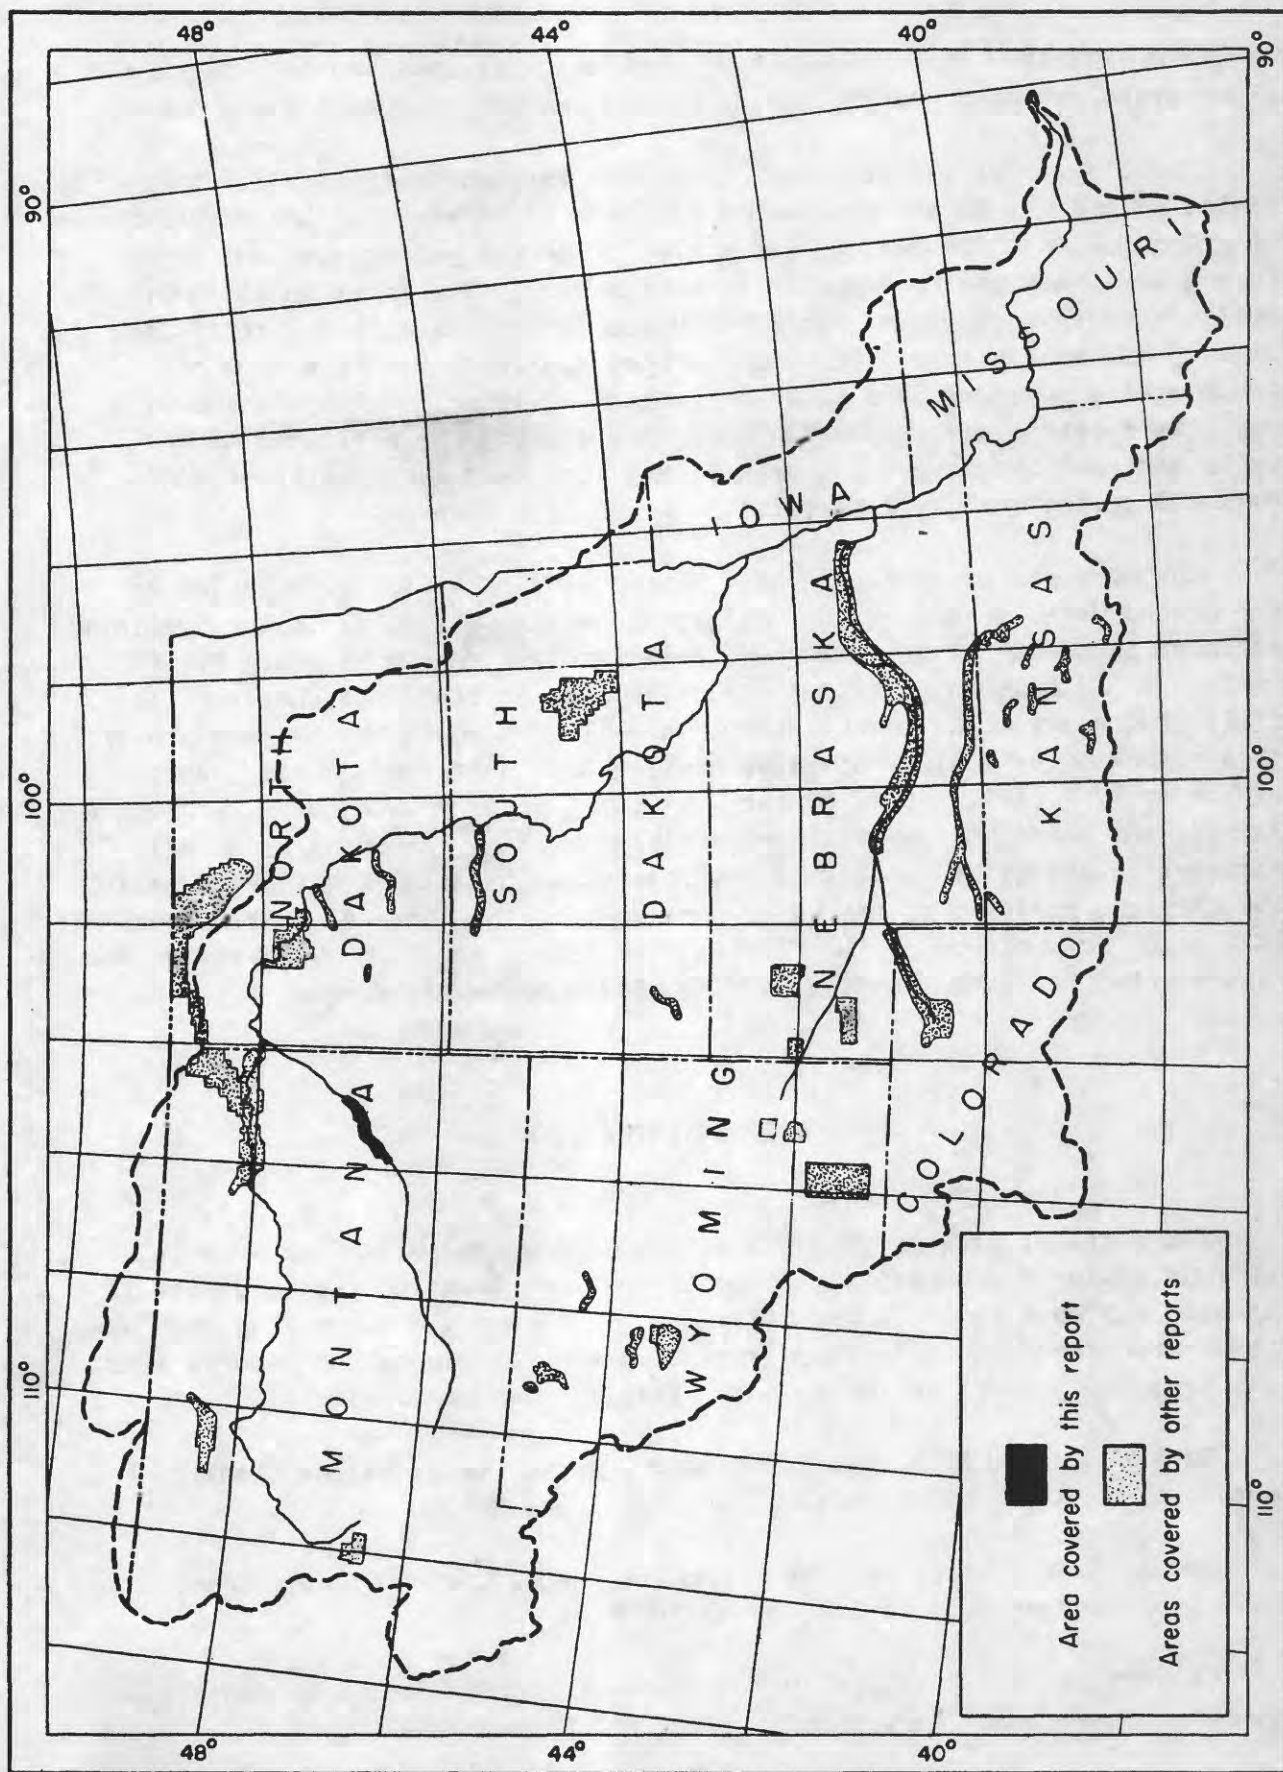 90°
100°
110°
48°
48°
44°
44°
40°
40°
90°
100°
110°
NORTH
DAKOTA
SOUTH
DAKOTA
MONTANA
WYOMING
NEBRASKA
IOWA
MISSOURI
KANSAS
COLORADO
Area covered by this report
Areas covered by other reports